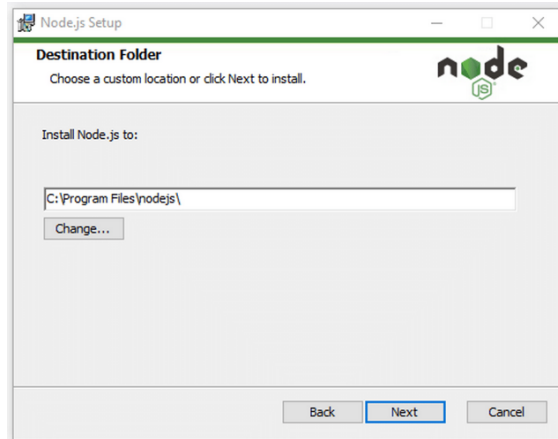 Node.js Setup
Destination Folder
Choose a custom location or click Next to install.
node
JS
Install Node.js to:
C:\Program Files\nodejs\
Change...
Back Next Cancel